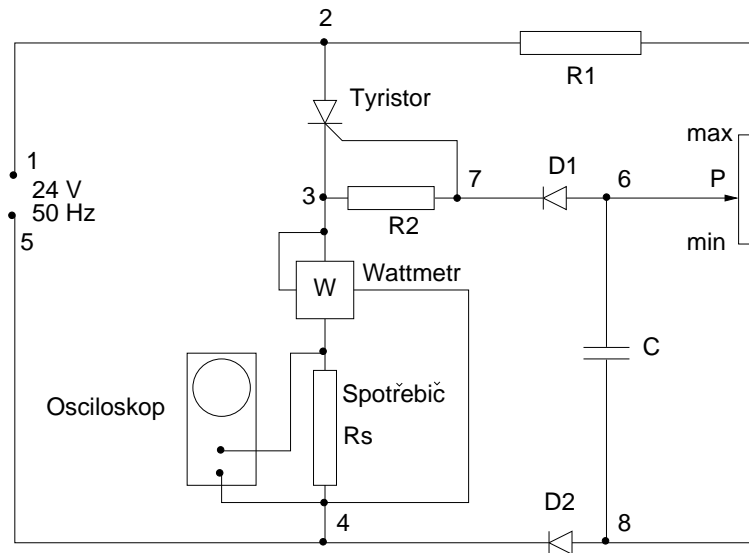 2
R1
Tyristor
max
1
D1
24 V
7
6
P
3
50 Hz
R2
5
min
Wattmetr
W
C
Spotřebič
Osciloskop
Rs
D2
4
8